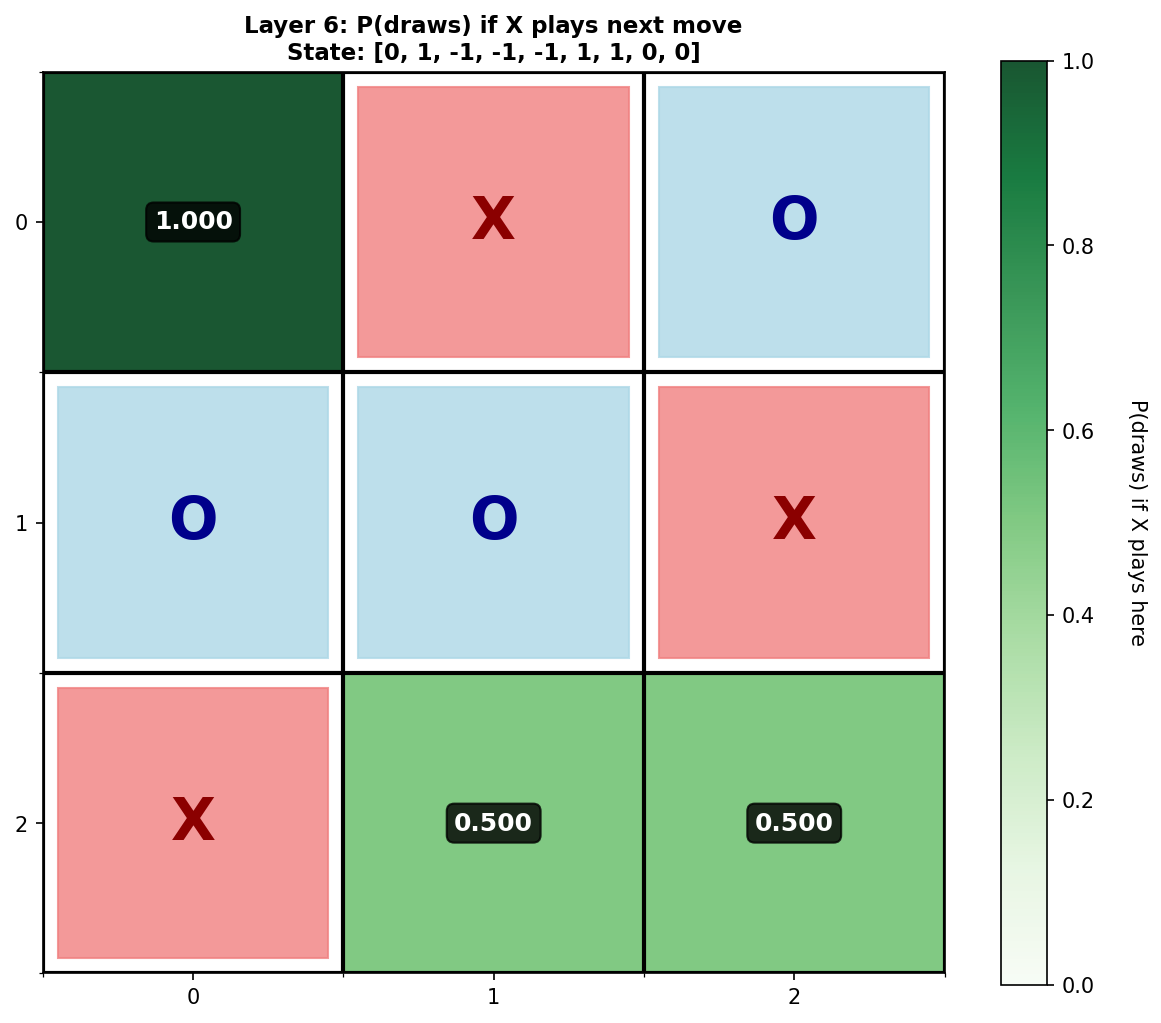 Layer 6: P(draws) if X plays next move
State: [0, 1, -1, -1, -1, 1, 1, 0, 0]
1.000
X
O
O
O
X
X
0.500
0.500
0
1
2
0
1
2
1.0
0.8
0.6
0.4
0.2
0.0
P(draws) if X plays here